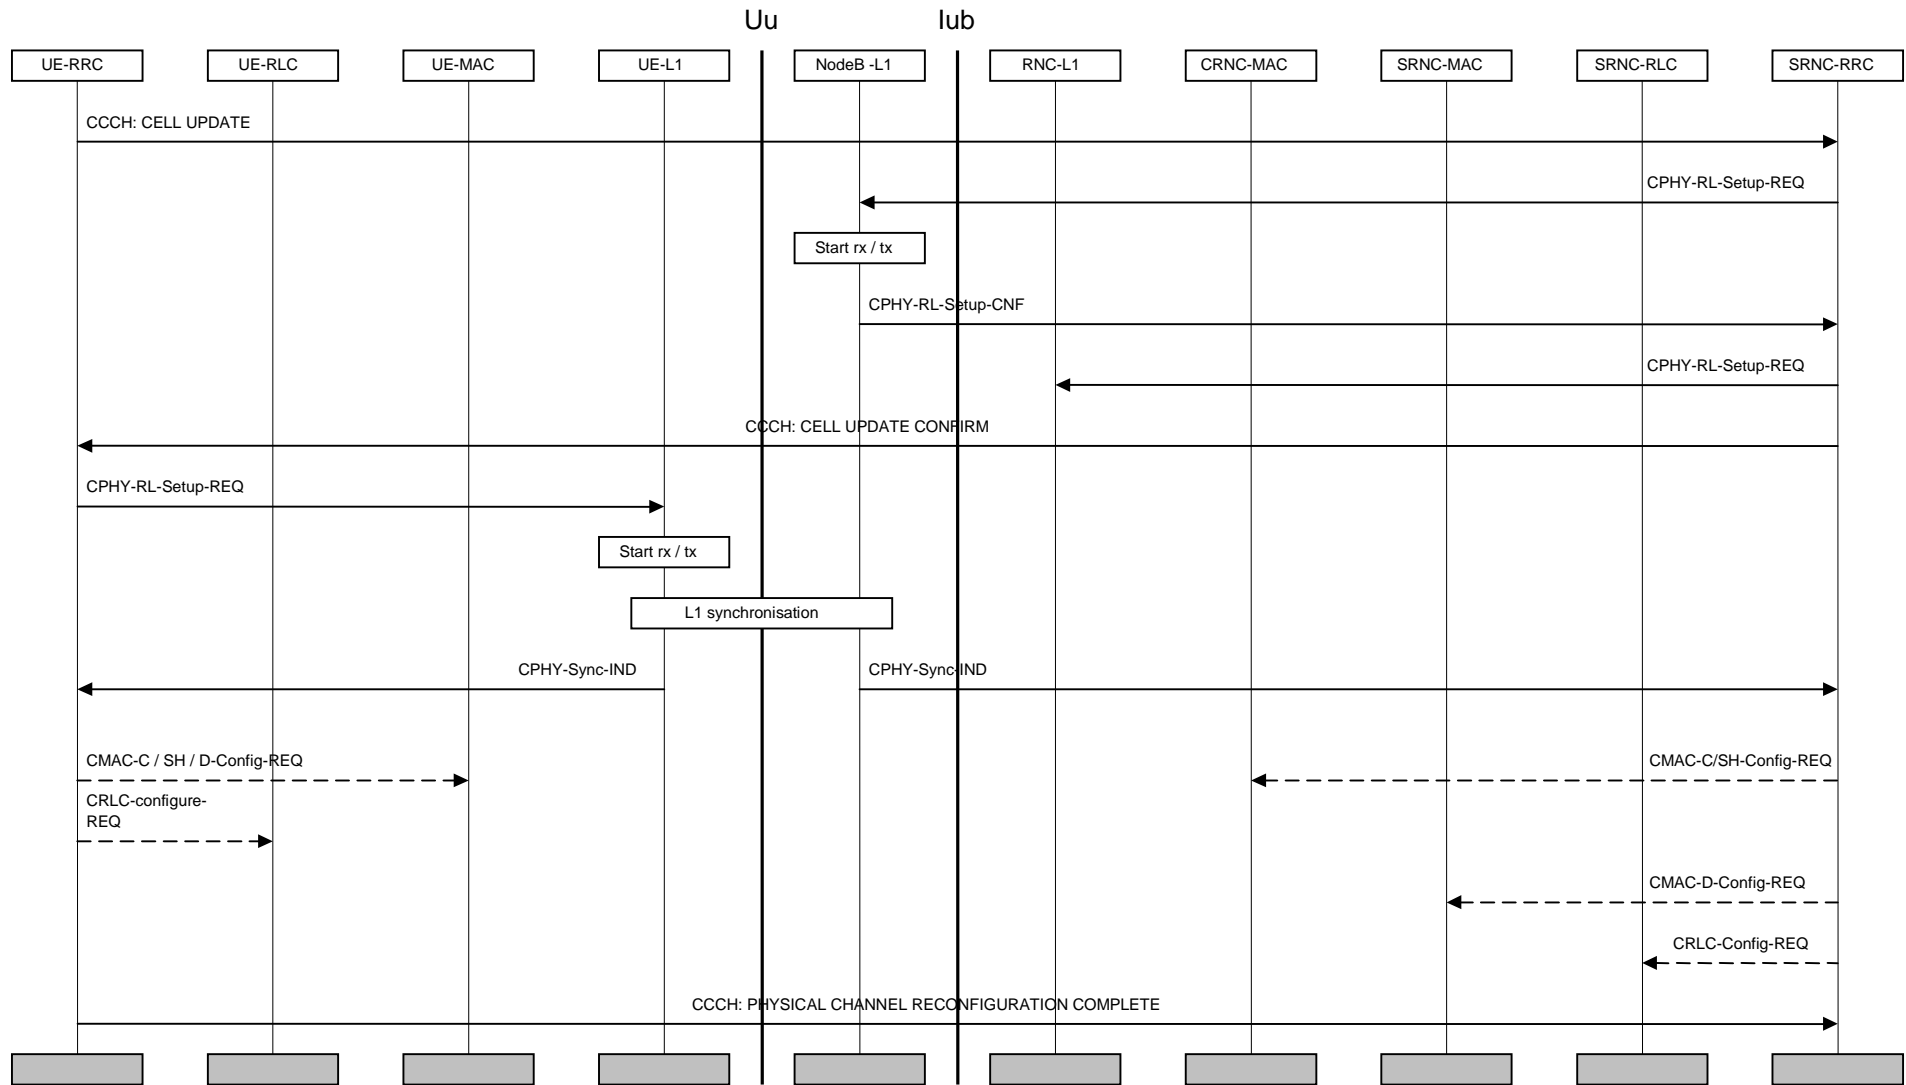 Uu Iub
UE-RRC UE-RLC UE-MAC UE-L1 NodeB -L1 RNC-L1 CRNC-MAC SRNC-MAC SRNC-RLC SRNC-RRC
CCCH: CELL UPDATE
CPHY-RL-Setup-REQ
Start rx / tx
CPHY-RL-Setup-CNF
CPHY-RL-Setup-REQ
CCCH: CELL UPDATE CONFIRM
CPHY-RL-Setup-REQ
Start rx / tx
L1 synchronisation
CPHY-Sync-IND CPHY-Sync-IND
CMAC-C / SH / D-Config-REQ CMAC-C/SH-Config-REQ
CRLC-configure-
REQ
CMAC-D-Config-REQ
CRLC-Config-REQ
CCCH: PHYSICAL CHANNEL RECONFIGURATION COMPLETE